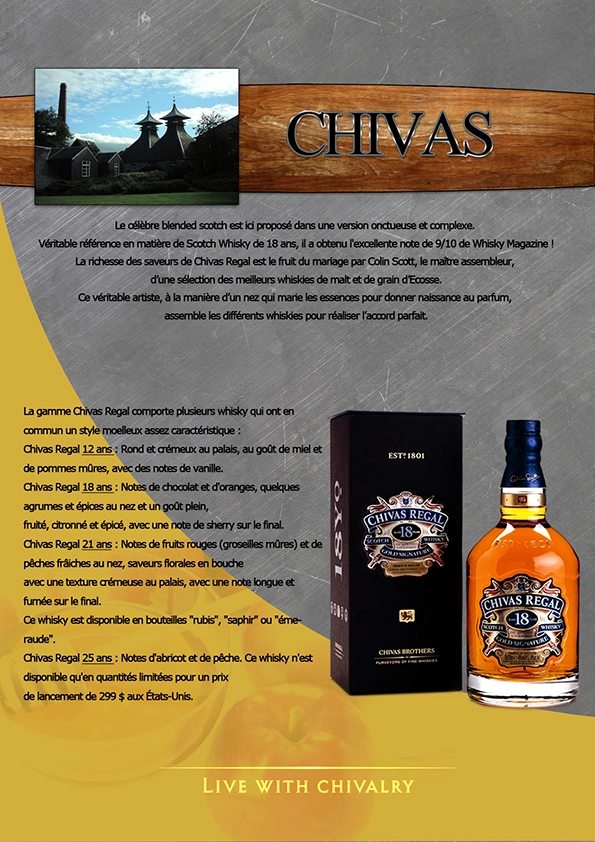 CHIVAS
Le célèbre blended scotch est ici proposé dans une version onctueuse et complexe.
Véritable référence en matière de Scotch Whisky de 18 ans, il a obtenu l'excellente note de 9/10 de Whisky Magazine !
La richesse des saveurs de Chivas Regal est le fruit du mariage par Colin Scott, le maître assembleur,
d'une sélection des meilleurs whiskies de malt et de grain d'Ecosse.
Ce véritable artiste, à la manière d'un nez qui marie les essences pour donner naissance au parfum,
assemble les différents whiskies pour réaliser l'accord parfait.
La gamme Chivas Regal comporte plusieurs whisky qui ont en
commun un style moelleux assez caractéristique :
Chivas Regal 12 ans : Rond et crémeux au palais, au goût de miel et
de pommes mûres, avec des notes de vanille.
Chivas Regal 18 ans : Notes de chocolat et d'oranges, quelques
agrumes et épices au nez et un goût plein,
fruité, citronné et épicé, avec une note de sherry sur le final.
Chivas Regal 21 ans : Notes de fruits rouges (groseilles mûres) et de
pêches frâiches au nez, saveurs florales en bouche
avec une texture crémeuse au palais, avec une note longue et
fumée sur le final.
Ce whisky est disponible en bouteilles "rubis", "saphir" ou "éme-
raude".
Chivas Regal 25 ans : Notes d'abricot et de pêche. Ce whisky n'est
disponible qu'en quantités limitées pour un prix
de lancement de 299 $ aux États-Unis.
ESTD 1801
18YO
CHIVAS REGAL
SCOTCH 18 WHISKY
GOLD SIGNATURE
CHIVAS BROTHERS
PURVEYORS OF FINE WHISKIES
CHIVAS REGAL
SCOTCH 18 WHISKY
GOLD SIGNATURE
LIVE WITH CHIVALRY